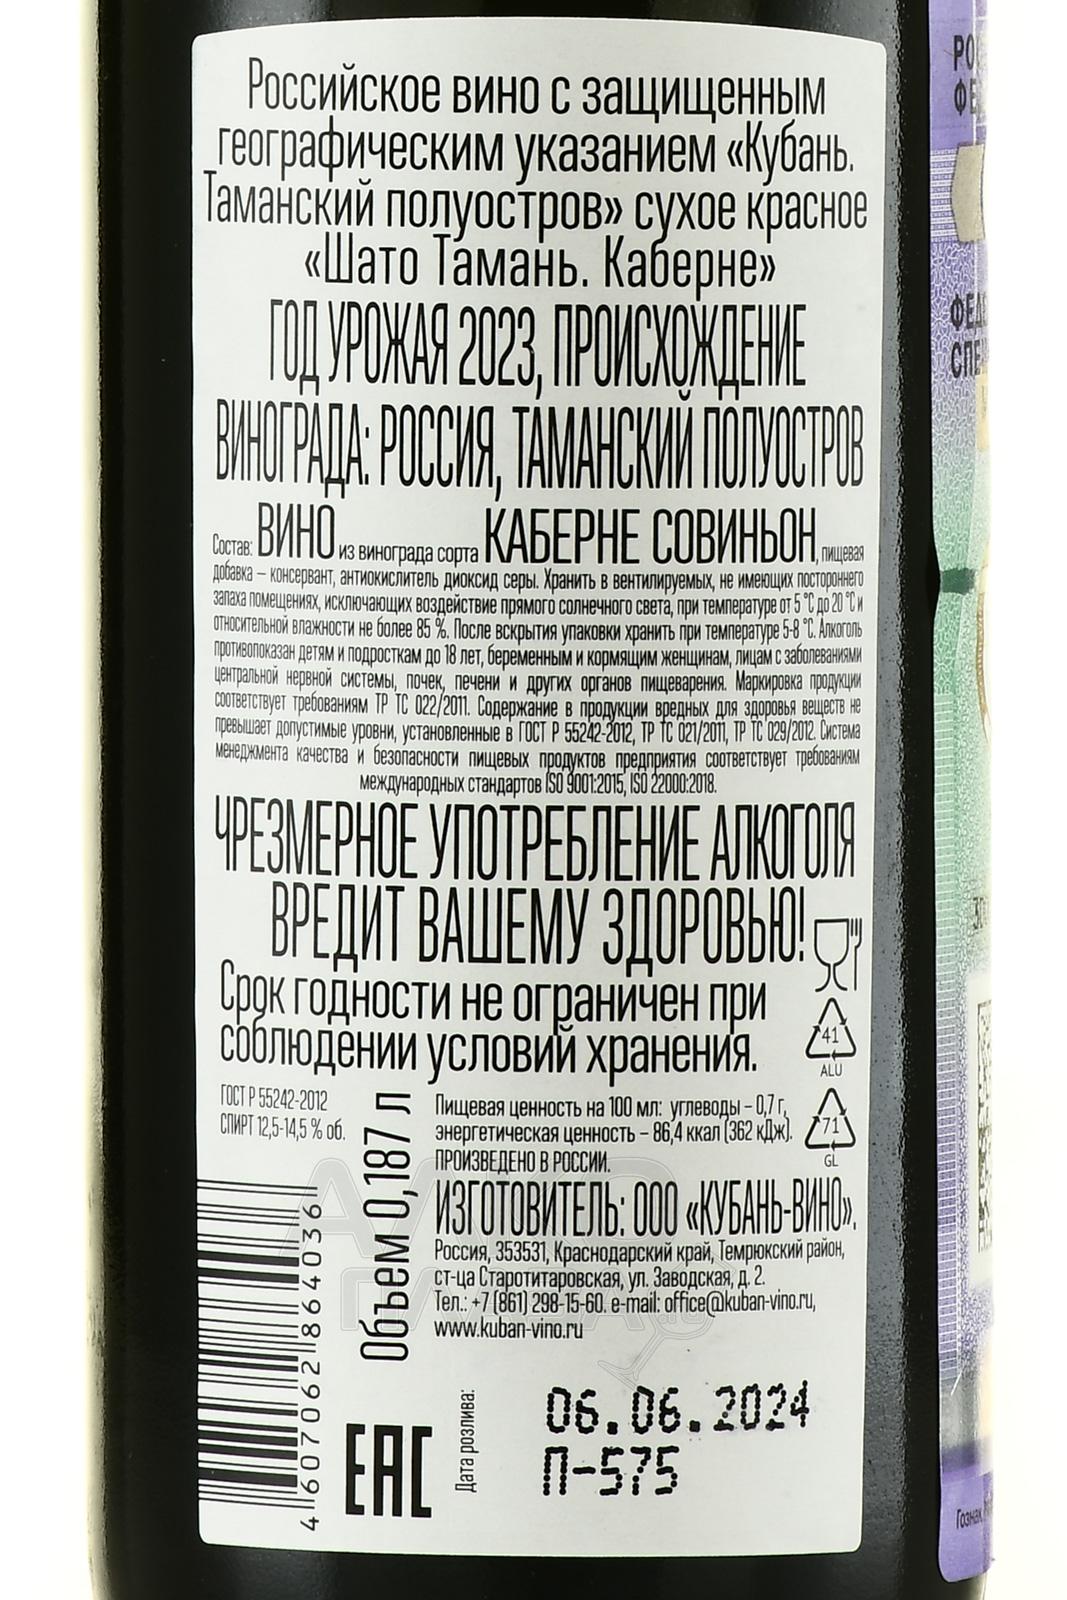 Российское вино с защищенным
географическим указанием «Кубань.
Таманский полуостров» сухое красное
«Шато Тамань. Каберне»
ГОД УРОЖАЯ 2023, ПРОИСХОЖДЕНИЕ
ВИНОГРАДА: РОССИЯ, ТАМАНСКИЙ ПОЛУОСТРОВ
Состав: ВИНО из винограда сорта КАБЕРНЕ СОВИНЬОН, пищевая
добавка – консервант, антиокислитель диоксид серы. Хранить в вентилируемых, не имеющих постороннего
запаха помещениях, исключающих воздействие прямого солнечного света, при температуре от 5 °С до 20 °С и
относительной влажности не более 85 %. После вскрытия упаковки хранить при температуре 5-8 °С. Алкоголь
противопоказан детям и подросткам до 18 лет, беременным и кормящим женщинам, лицам с заболеваниями
центральной нервной системы, почек, печени и других органов пищеварения. Маркировка продукции
соответствует требованиям ТР ТС 022/2011. Содержание в продукции вредных для здоровья веществ не
превышает допустимые уровни, установленные в ГОСТ Р 55242-2012, ТР ТС 021/2011, ТР ТС 029/2012. Система
менеджмента качества и безопасности пищевых продуктов предприятия соответствует требованиям
международных стандартов ISO 9001:2015, ISO 22000:2018.
ЧРЕЗМЕРНОЕ УПОТРЕБЛЕНИЕ АЛКОГОЛЯ
ВРЕДИТ ВАШЕМУ ЗДОРОВЬЮ!
Срок годности не ограничен при
соблюдении условий хранения.
41
ALU
71
GL
ГОСТ Р 55242-2012
СПИРТ 12,5-14,5 % об.
Объем 0,187 л
Пищевая ценность на 100 мл: углеводы – 0,7 г,
энергетическая ценность – 86,4 ккал (362 кДж).
ПРОИЗВЕДЕНО В РОССИИ.
ИЗГОТОВИТЕЛЬ: ООО «КУБАНЬ-ВИНО».
Россия, 353531, Краснодарский край, Темрюкский район,
ст-ца Старотитаровская, ул. Заводская, д. 2.
Тел.: +7 (861) 298-15-60. e-mail: office@kuban-vino.ru,
www.kuban-vino.ru
4 607062 864036
EAC
Дата розлива:
06.06.2024
П-575